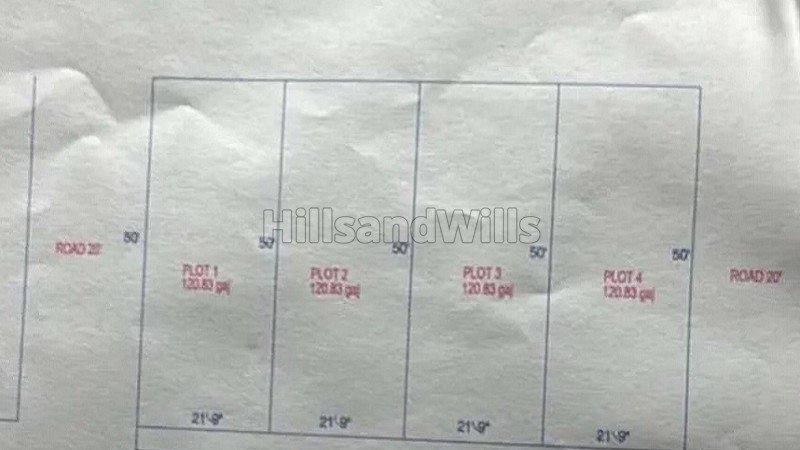 HillsandWills
ROAD 20'
50'
50'
50'
50'
50'
PLOT 1
120.83 gaj
PLOT 2
120.83 gaj
PLOT 3
120.83 gaj
PLOT 4
120.83 gaj
ROAD 20'
21'-9"
21'-9"
21'-9"
21'-9"